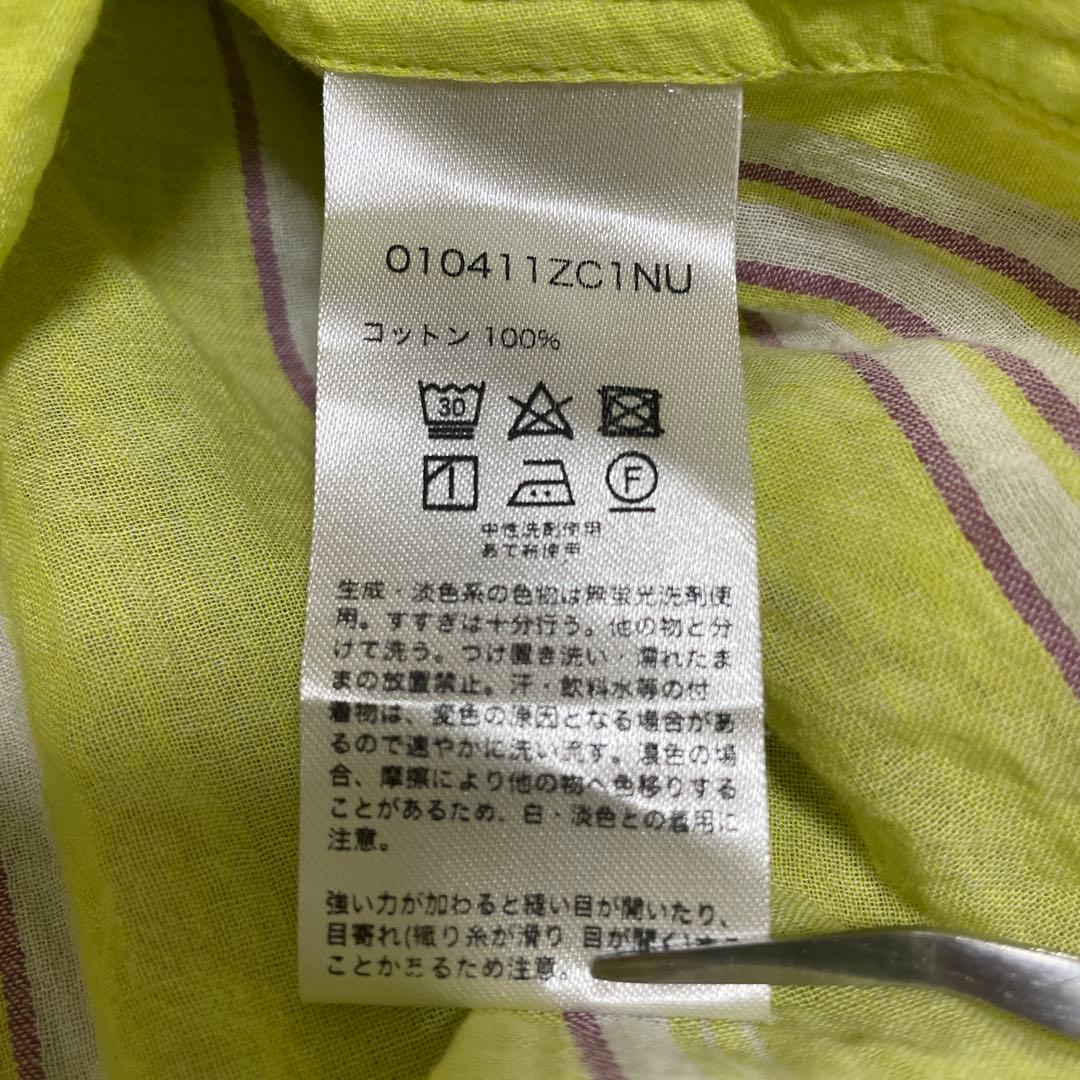 010411ZC1NU
コットン 100%
30
F
中性洗剤使用
あて布使用
生成・淡色系の色物は無蛍光洗剤使
用。すすぎは十分行う。他の物と分
けて洗う。つけ置き洗い・濡れたま
まの放置禁止。汗・飲料水等の付
着物は、変色の原因となる場合があ
るので速やかに洗い流す。濃色の場
合、摩擦により他の物へ色移りする
ことがあるため、白・淡色との着用に
注意。
強い力が加わると縫い目が開いたり、
目寄れ(織り糸が滑り 目が開く)
ことがあるため注意。